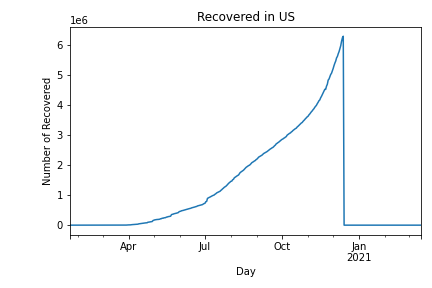 Recovered in US
1e6
6
5
4
3
2
1
0
Number of Recovered
Apr
Jul
Oct
Jan
2021
Day